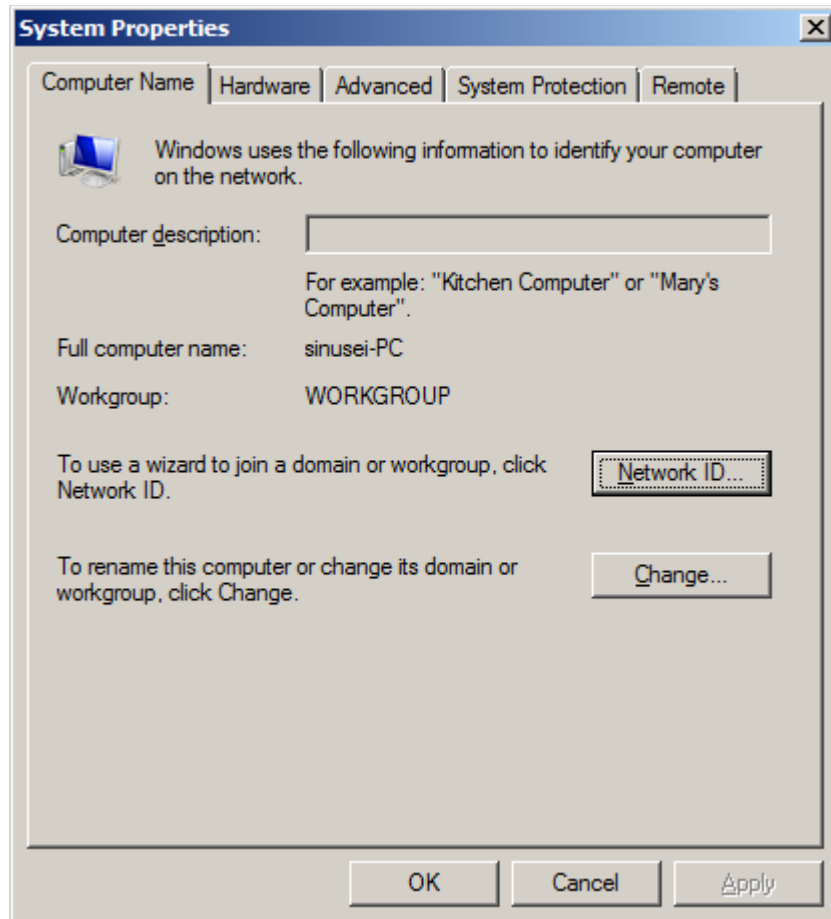 System Properties
Computer Name
Hardware
Advanced
System Protection
Remote
Windows uses the following information to identify your computer
on the network.
Computer description:
For example: "Kitchen Computer" or "Mary's
Computer".
Full computer name:
sinusei-PC
Workgroup:
WORKGROUP
To use a wizard to join a domain or workgroup, click
Network ID.
Network ID...
To rename this computer or change its domain or
workgroup, click Change.
Change...
OK
Cancel
Apply